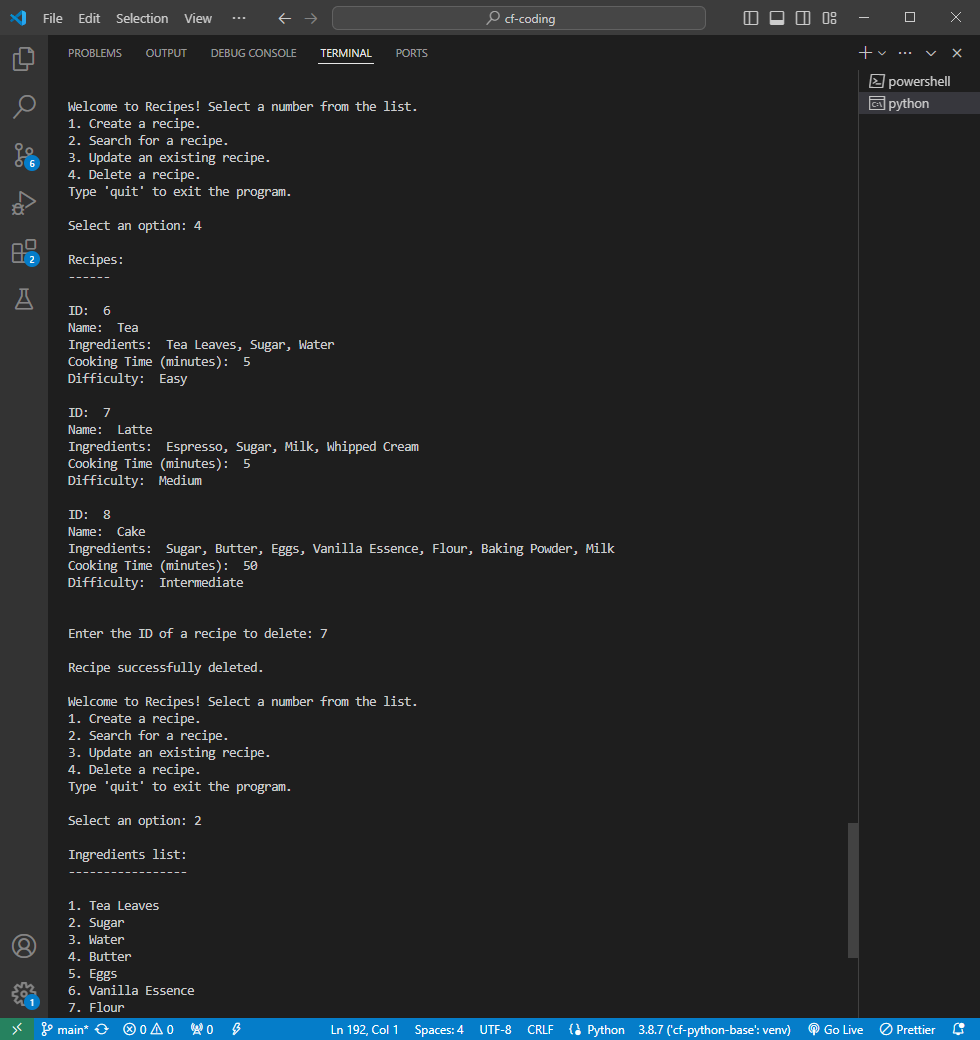 File Edit Selection View ··· cf-coding
PROBLEMS OUTPUT DEBUG CONSOLE TERMINAL PORTS
powershell
python
Welcome to Recipes! Select a number from the list.
1. Create a recipe.
2. Search for a recipe.
3. Update an existing recipe.
4. Delete a recipe.
Type 'quit' to exit the program.
Select an option: 4
Recipes:
------
ID:  6
Name:  Tea
Ingredients:  Tea Leaves, Sugar, Water
Cooking Time (minutes):  5
Difficulty:  Easy
ID:  7
Name:  Latte
Ingredients:  Espresso, Sugar, Milk, Whipped Cream
Cooking Time (minutes):  5
Difficulty:  Medium
ID:  8
Name:  Cake
Ingredients:  Sugar, Butter, Eggs, Vanilla Essence, Flour, Baking Powder, Milk
Cooking Time (minutes):  50
Difficulty:  Intermediate
Enter the ID of a recipe to delete: 7
Recipe successfully deleted.
Welcome to Recipes! Select a number from the list.
1. Create a recipe.
2. Search for a recipe.
3. Update an existing recipe.
4. Delete a recipe.
Type 'quit' to exit the program.
Select an option: 2
Ingredients list:
-----------------
1. Tea Leaves
2. Sugar
3. Water
4. Butter
5. Eggs
6. Vanilla Essence
7. Flour
6
2
1
main* 0 0 0 Ln 192, Col 1 Spaces: 4 UTF-8 CRLF Python 3.8.7 ('cf-python-base': venv) Go Live Prettier